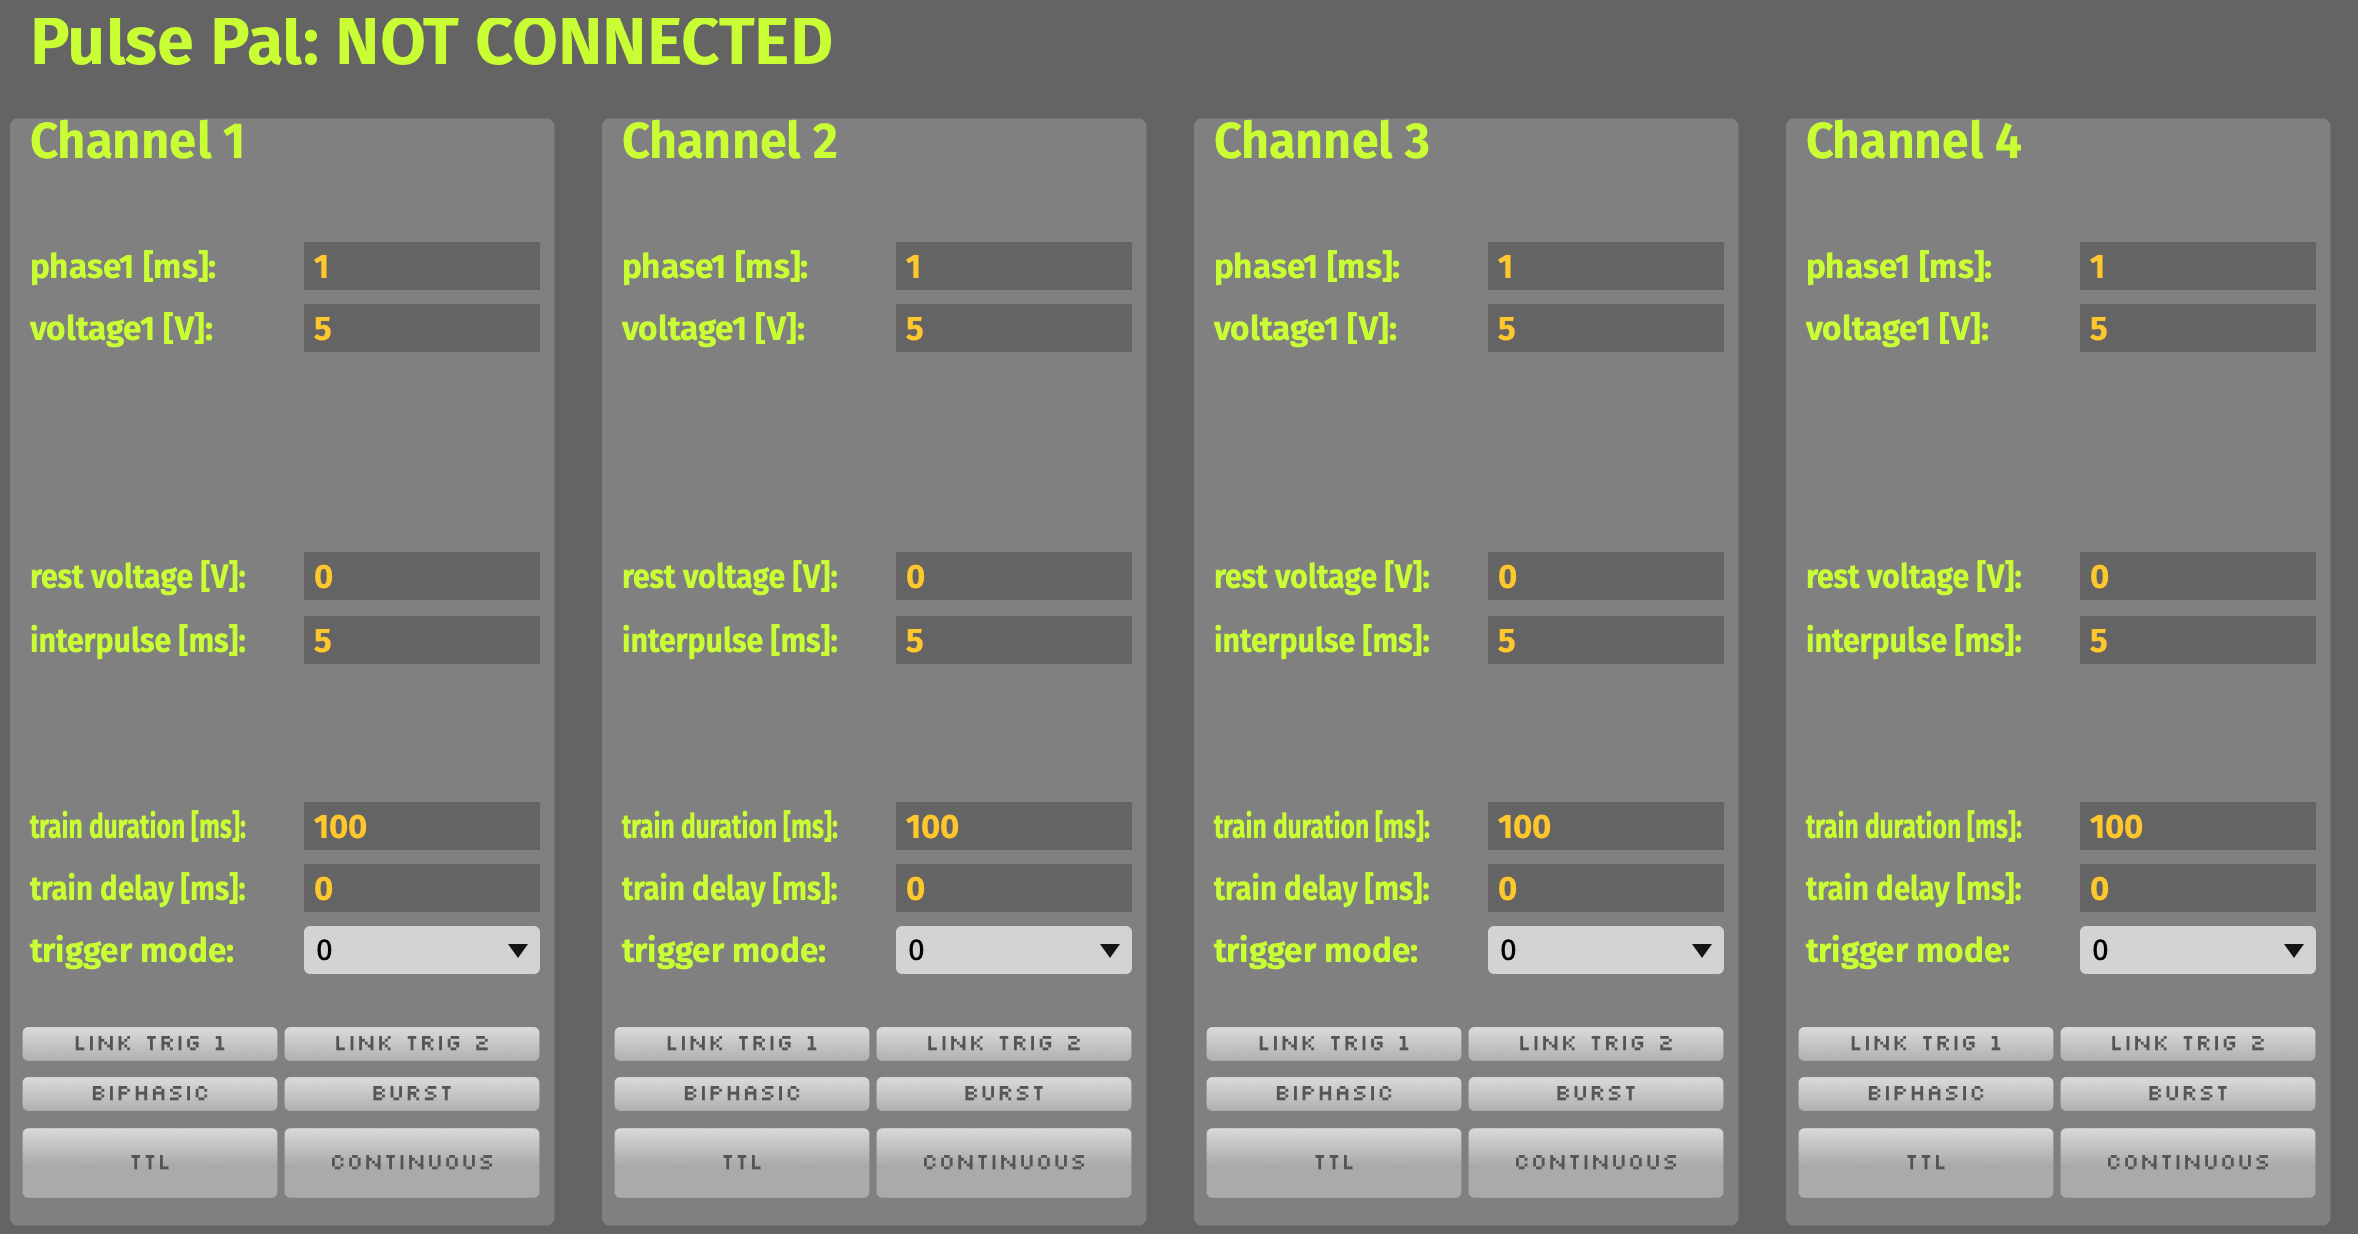 Pulse Pal: NOT CONNECTED
Channel 1
phase1 [ms]: 1
voltage1 [V]: 5
rest voltage [V]: 0
interpulse [ms]: 5
train duration [ms]: 100
train delay [ms]: 0
trigger mode: 0
LINK TRIG 1 LINK TRIG 2
BIPHASIC BURST
TTL CONTINUOUS
Channel 2
phase1 [ms]: 1
voltage1 [V]: 5
rest voltage [V]: 0
interpulse [ms]: 5
train duration [ms]: 100
train delay [ms]: 0
trigger mode: 0
LINK TRIG 1 LINK TRIG 2
BIPHASIC BURST
TTL CONTINUOUS
Channel 3
phase1 [ms]: 1
voltage1 [V]: 5
rest voltage [V]: 0
interpulse [ms]: 5
train duration [ms]: 100
train delay [ms]: 0
trigger mode: 0
LINK TRIG 1 LINK TRIG 2
BIPHASIC BURST
TTL CONTINUOUS
Channel 4
phase1 [ms]: 1
voltage1 [V]: 5
rest voltage [V]: 0
interpulse [ms]: 5
train duration [ms]: 100
train delay [ms]: 0
trigger mode: 0
LINK TRIG 1 LINK TRIG 2
BIPHASIC BURST
TTL CONTINUOUS